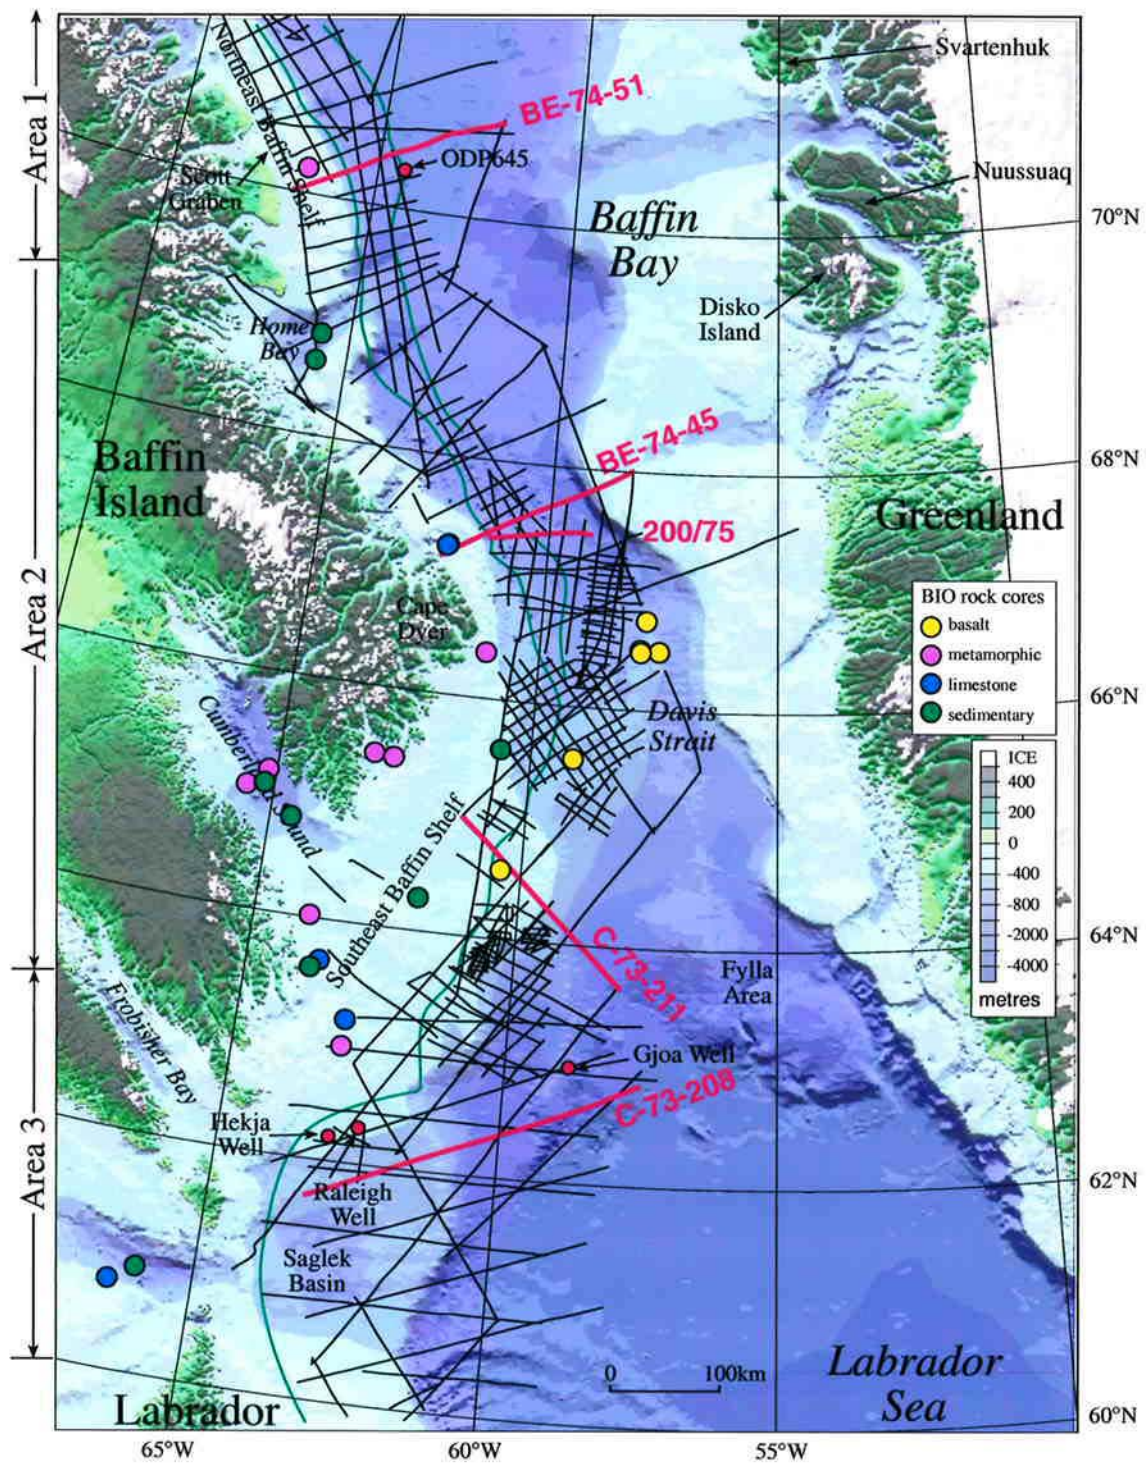 Svartenhuk
Northeast Baffin Shelf
BE-74-51
Area 1
ODP645
Scott
Graben
Nuussuaq
Baffin
Bay
70°N
Disko
Island
Home
Bay
BE-74-45
68°N
Baffin
Island
200/75
Greenland
Area 2
Cape
Dyer
BIO rock cores
basalt
metamorphic
limestone
sedimentary
66°N
Cumberland Sound
Davis
Strait
ICE
400
200
0
-400
-800
-2000
-4000
metres
Southeast Baffin Shelf
64°N
C-73-211
Fylla
Area
Frobisher Bay
Gjoa Well
C-73-208
Hekja
Well
Area 3
Raleigh
Well
62°N
Saglek
Basin
0 100km
Labrador
Sea
Labrador
60°N
65°W 60°W 55°W